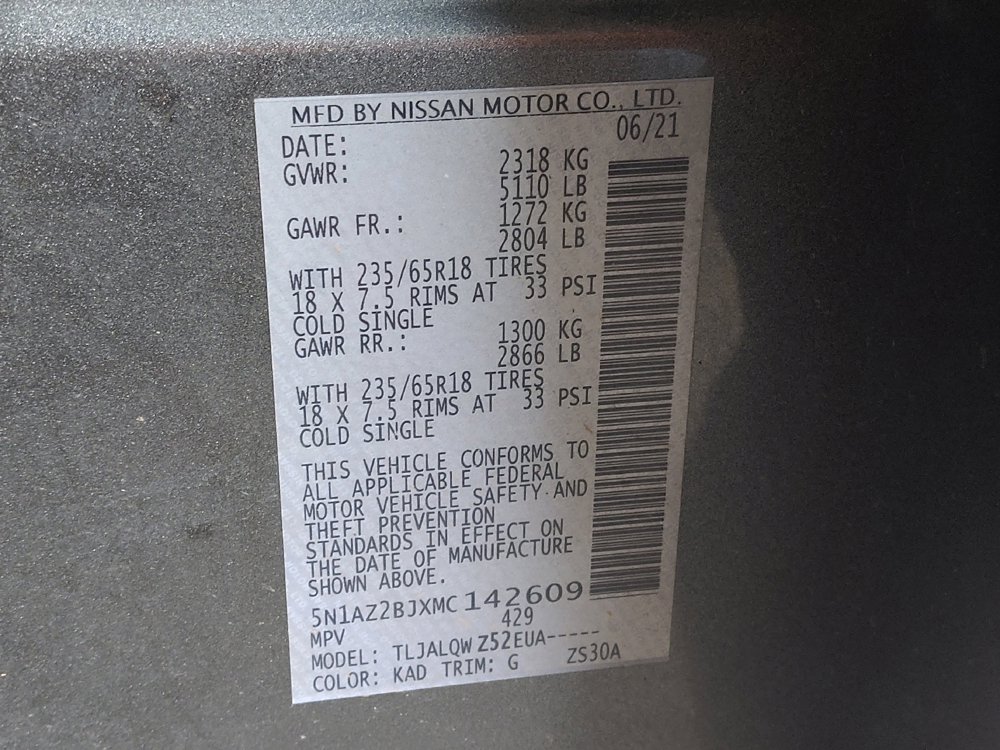 MFD BY NISSAN MOTOR CO., LTD.
DATE: 06/21
GVWR: 2318 KG
5110 LB
GAWR FR.: 1272 KG
2804 LB
WITH 235/65R18 TIRES
18 X 7.5 RIMS AT 33 PSI
COLD SINGLE
GAWR RR.: 1300 KG
2866 LB
WITH 235/65R18 TIRES
18 X 7.5 RIMS AT 33 PSI
COLD SINGLE
THIS VEHICLE CONFORMS TO
ALL APPLICABLE FEDERAL
MOTOR VEHICLE SAFETY AND
THEFT PREVENTION
STANDARDS IN EFFECT ON
THE DATE OF MANUFACTURE
SHOWN ABOVE.
5N1AZ2BJXMC142609
MPV 429
MODEL: TLJALQWZ52EUA-----
COLOR: KAD TRIM: G ZS30A